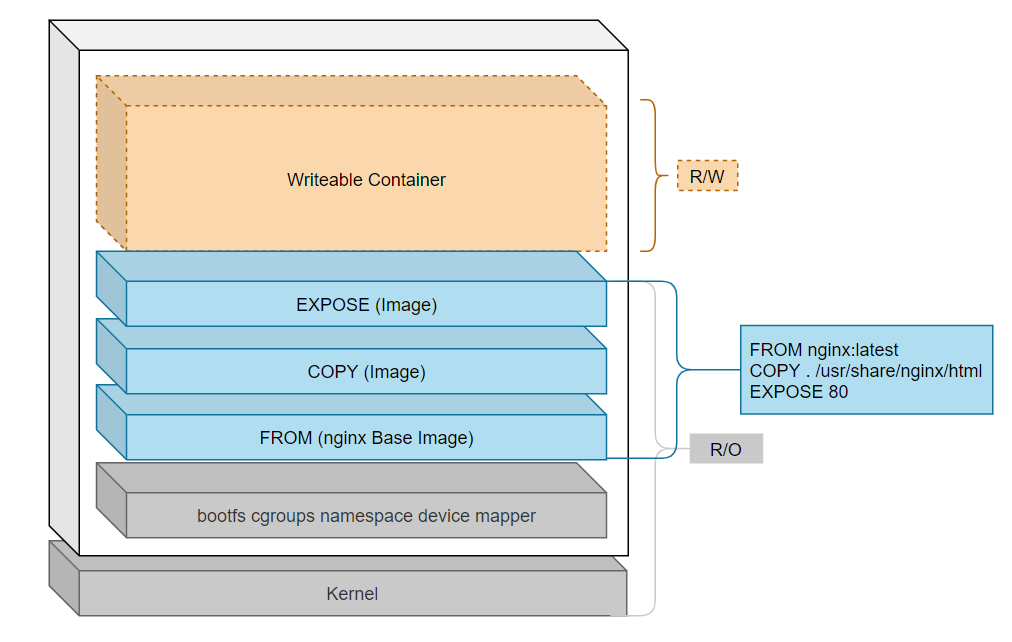 Writeable Container
R/W
EXPOSE (Image)
COPY (Image)
FROM (nginx Base Image)
FROM nginx:latest
COPY . /usr/share/nginx/html
EXPOSE 80
R/O
bootfs cgroups namespace device mapper
Kernel